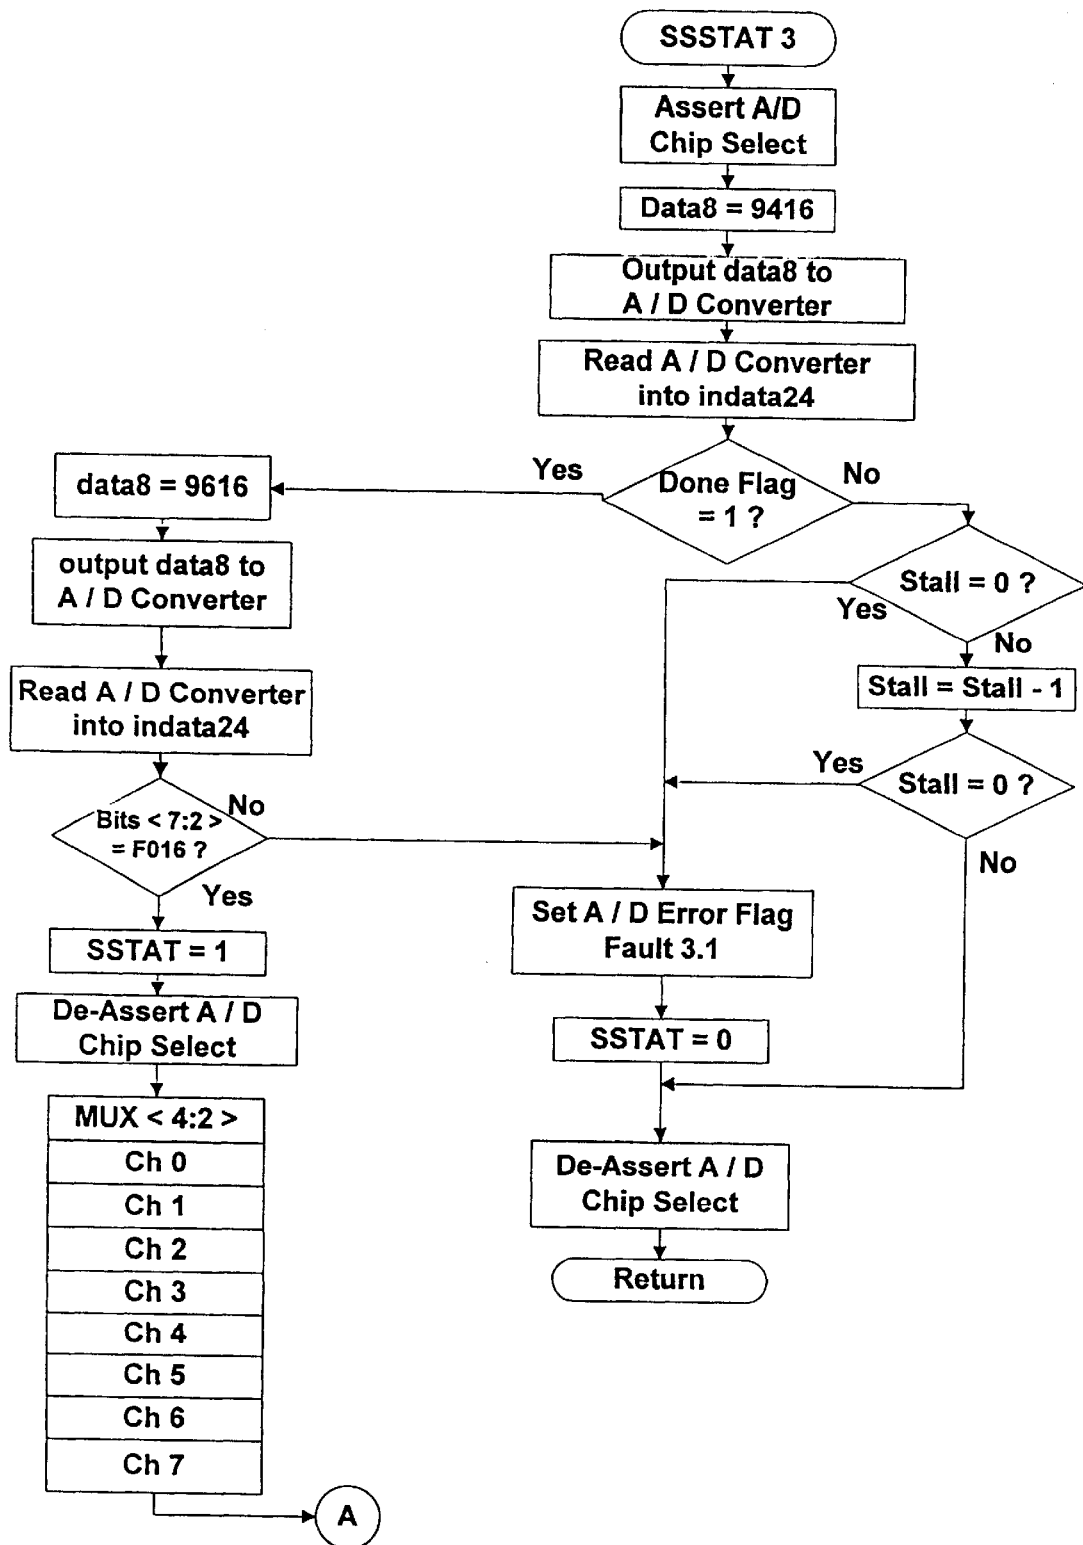 SSSTAT 3
Assert A/D
Chip Select
Data8 = 9416
Output data8 to
A / D Converter
Read A / D Converter
into indata24
Done Flag
= 1 ?
Yes
No
data8 = 9616
output data8 to
A / D Converter
Read A / D Converter
into indata24
Bits < 7:2 >
= F016 ?
No
Yes
SSTAT = 1
De-Assert A / D
Chip Select
MUX < 4:2 >
Ch 0
Ch 1
Ch 2
Ch 3
Ch 4
Ch 5
Ch 6
Ch 7
A
Stall = 0 ?
Yes
No
Stall = Stall - 1
Stall = 0 ?
Yes
No
Set A / D Error Flag
Fault 3.1
SSTAT = 0
De-Assert A / D
Chip Select
Return